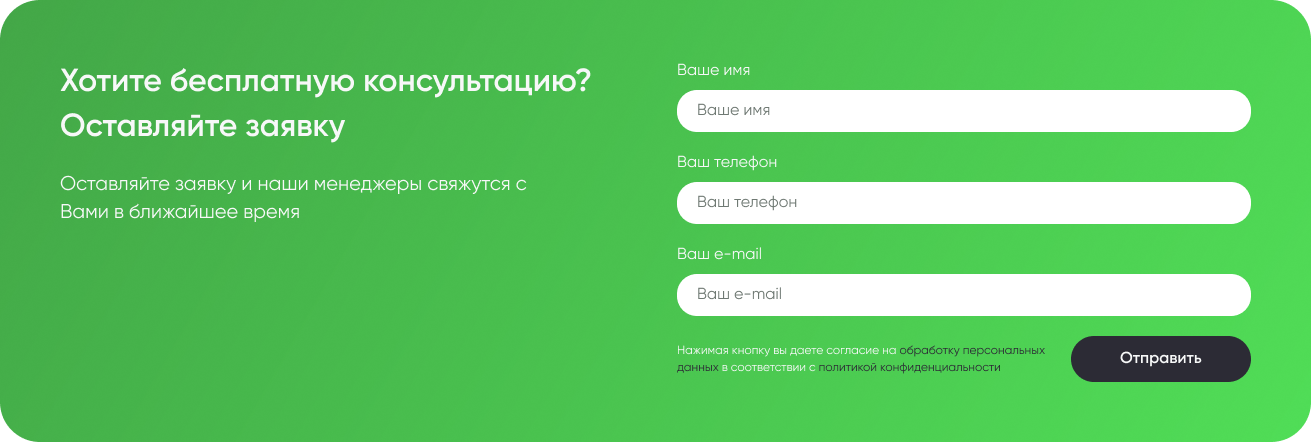 Хотите бесплатную консультацию?
Оставляйте заявку
Оставляйте заявку и наши менеджеры свяжутся с
Вами в ближайшее время
Ваше имя
Ваше имя
Ваш телефон
Ваш телефон
Ваш e-mail
Ваш e-mail
Нажимая кнопку вы даете согласие на обработку персональных
данных в соответствии с политикой конфиденциальности
Отправить